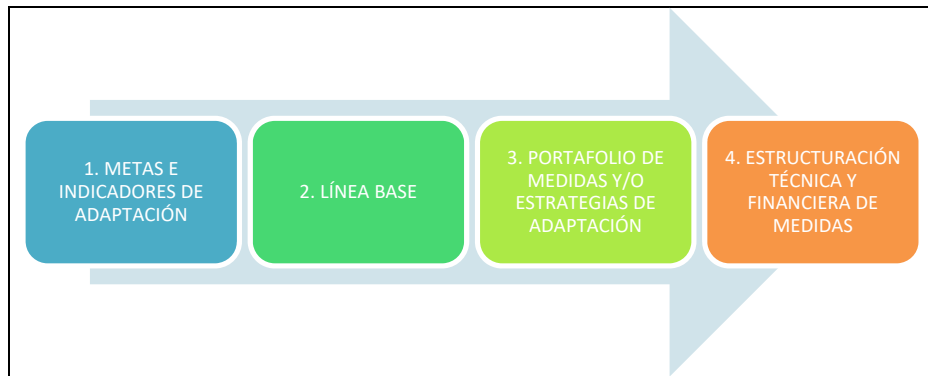 1. METAS E
INDICADORES DE
ADAPTACIÓN
2. LÍNEA BASE
3. PORTAFOLIO DE
MEDIDAS Y/O
ESTRATEGIAS DE
ADAPTACIÓN
4. ESTRUCTURACIÓN
TÉCNICA Y
FINANCIERA DE
MEDIDAS